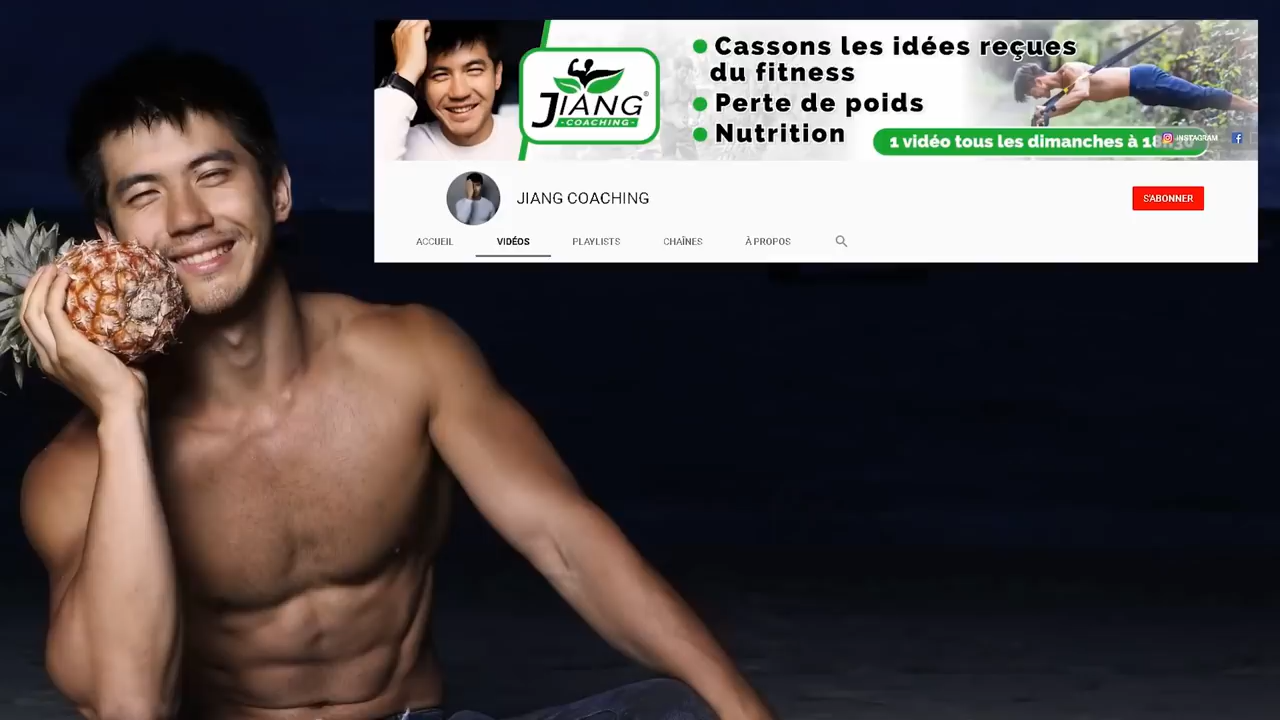 Cassons les idées reçues
du fitness
Perte de poids
Nutrition
JIANG®
-COACHING-
1 vidéo tous les dimanches à 18h30
INSTAGRAM
JIANG COACHING
S'ABONNER
ACCUEIL
VIDÉOS
PLAYLISTS
CHAÎNES
À PROPOS